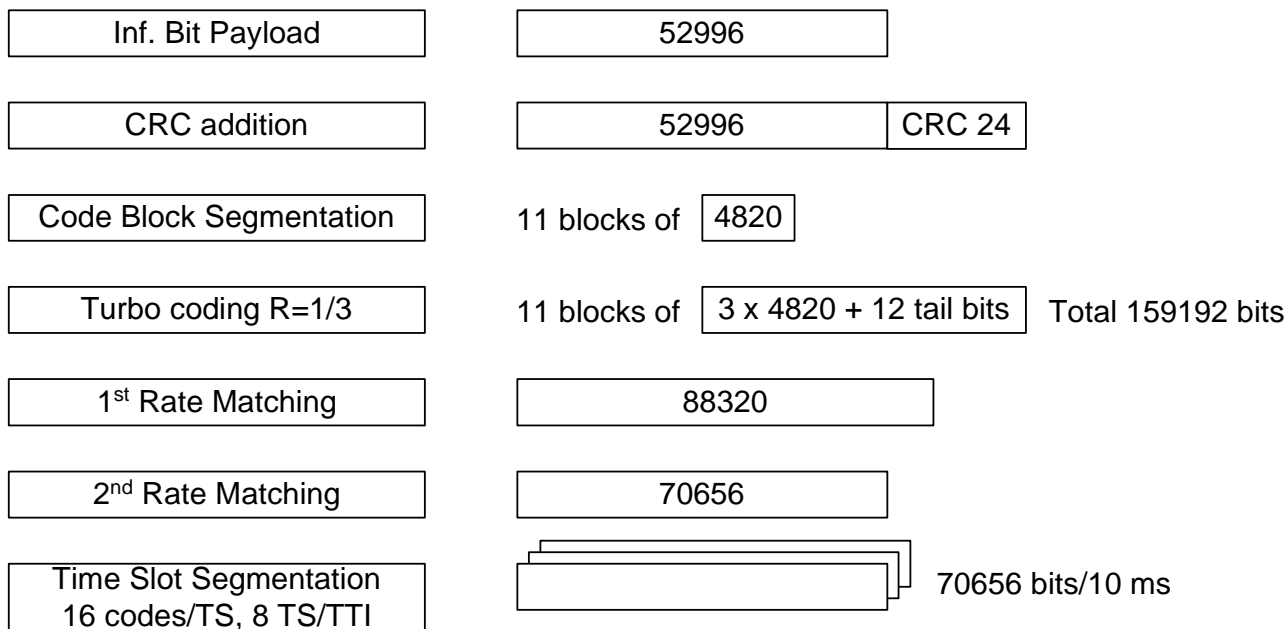 Inf. Bit Payload 52996
CRC addition 52996 CRC 24
Code Block Segmentation 11 blocks of 4820
Turbo coding R=1/3 11 blocks of 3 x 4820 + 12 tail bits Total 159192 bits
1st Rate Matching 88320
2nd Rate Matching 70656
Time Slot Segmentation
16 codes/TS, 8 TS/TTI
70656 bits/10 ms